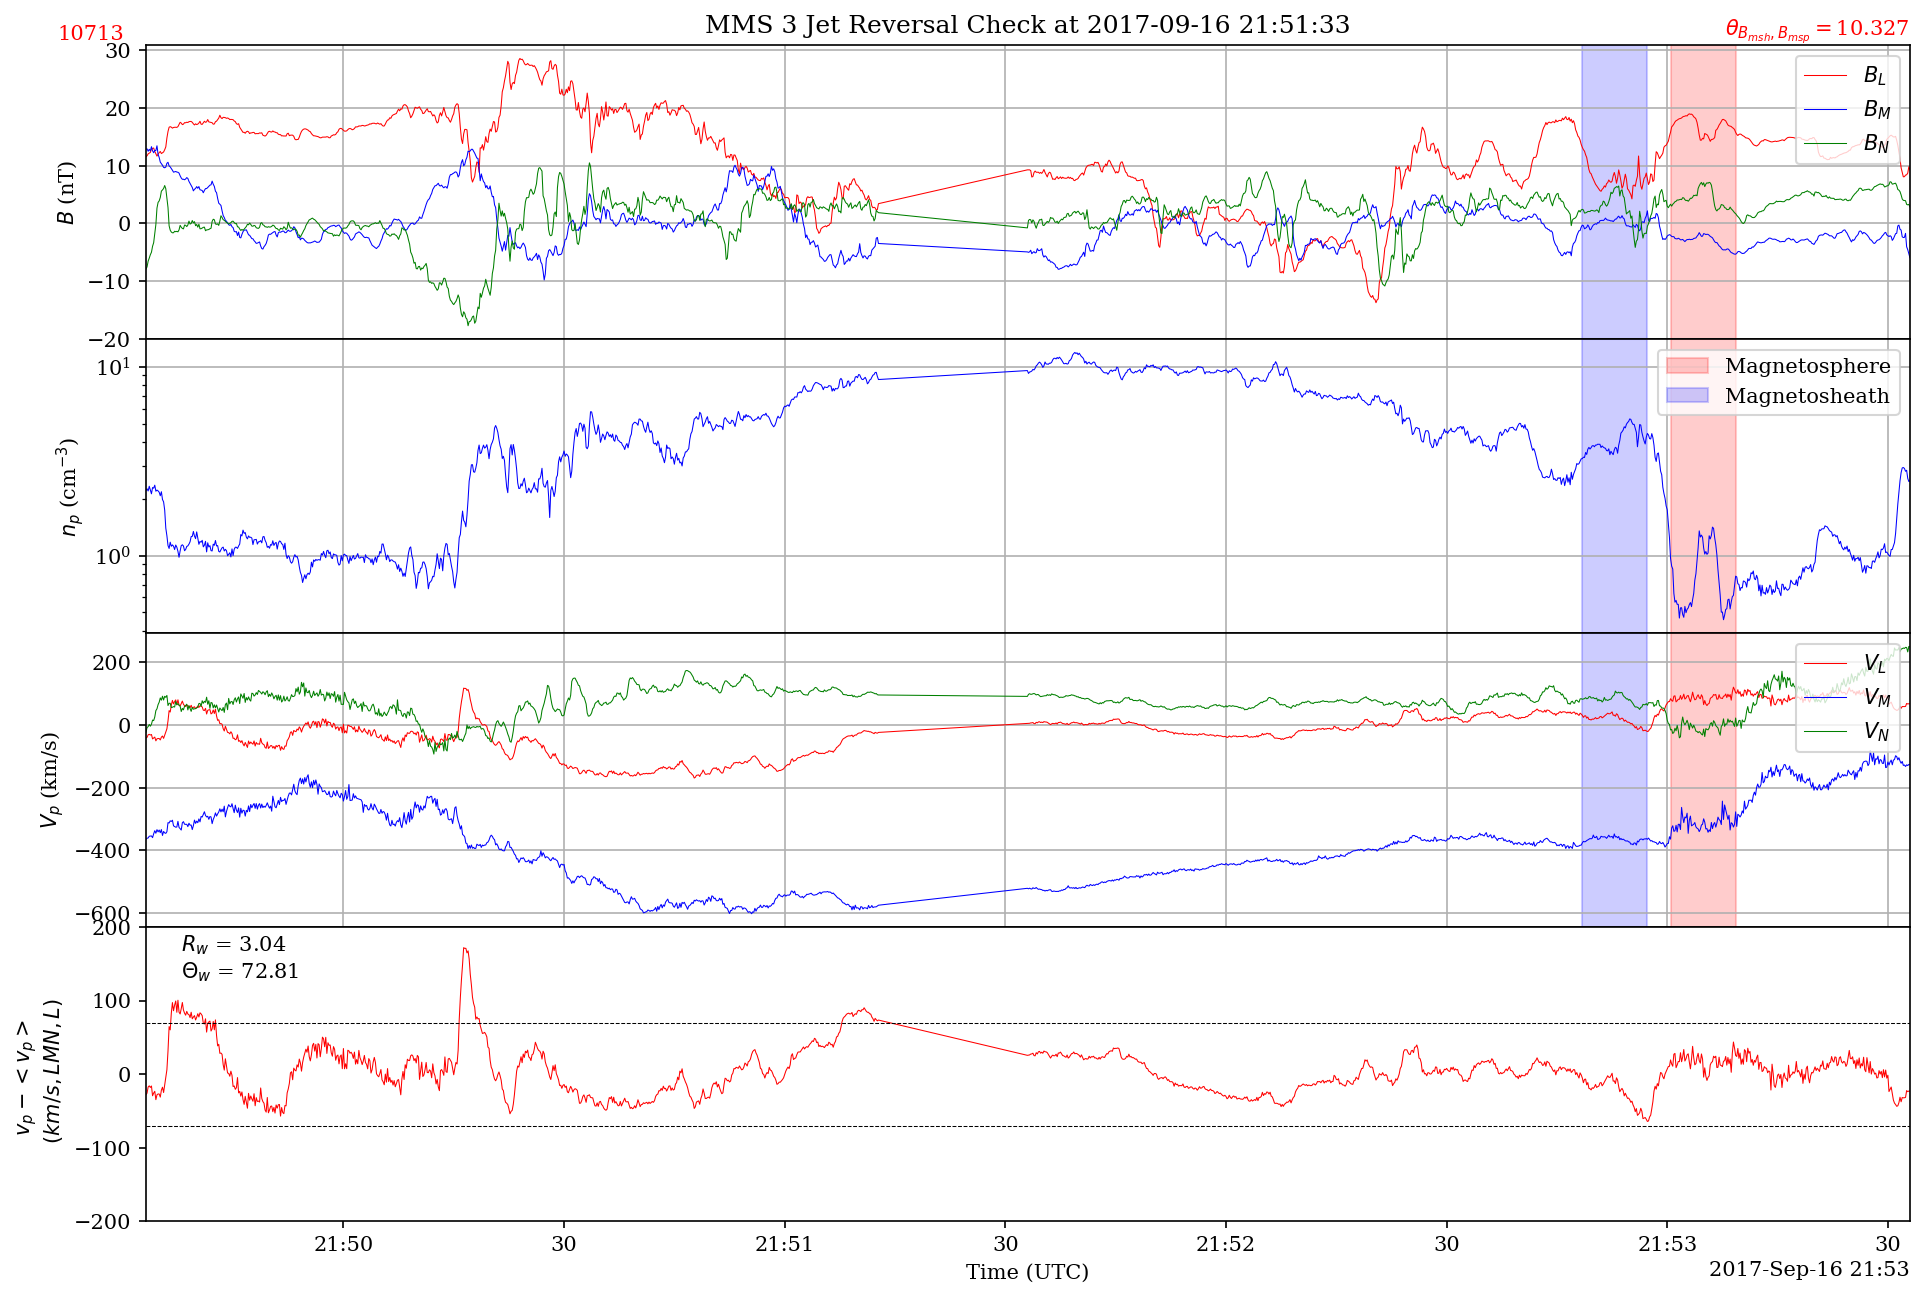 MMS 3 Jet Reversal Check at 2017-09-16 21:51:33
10713
θ_{B_{msh}, B_{msp}} = 10.327
30
20
10
0
−10
−20
B (nT)
B_L
B_M
B_N
10^1
10^0
n_p (cm^{−3})
Magnetosphere
Magnetosheath
200
0
−200
−400
−600
V_p (km/s)
V_L
V_M
V_N
200
100
0
−100
−200
v_p − <v_p>
(km/s, LMN, L)
R_w = 3.04
Θ_w = 72.81
21:50 30 21:51 30 21:52 30 21:53 30
Time (UTC)
2017-Sep-16 21:53